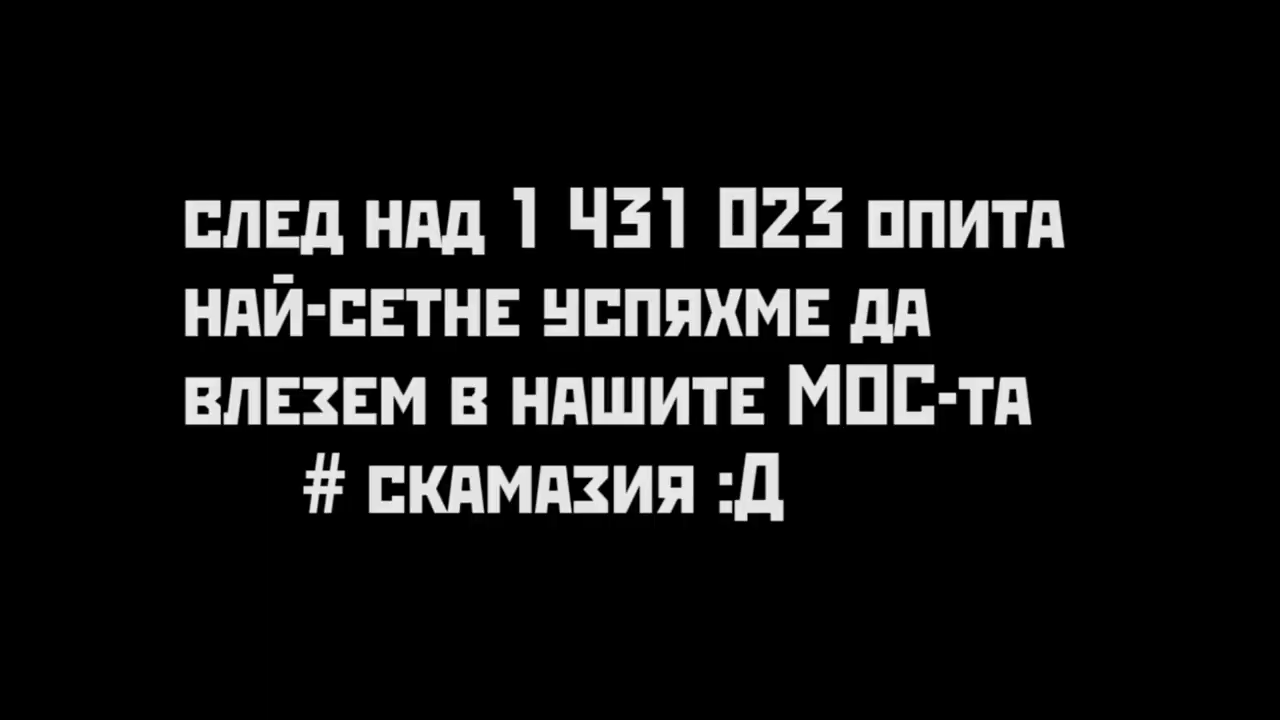 след над 1 431 023 опита
най-сетне успяхме да
влезем в нашите МОС-та
# скамазия :Д